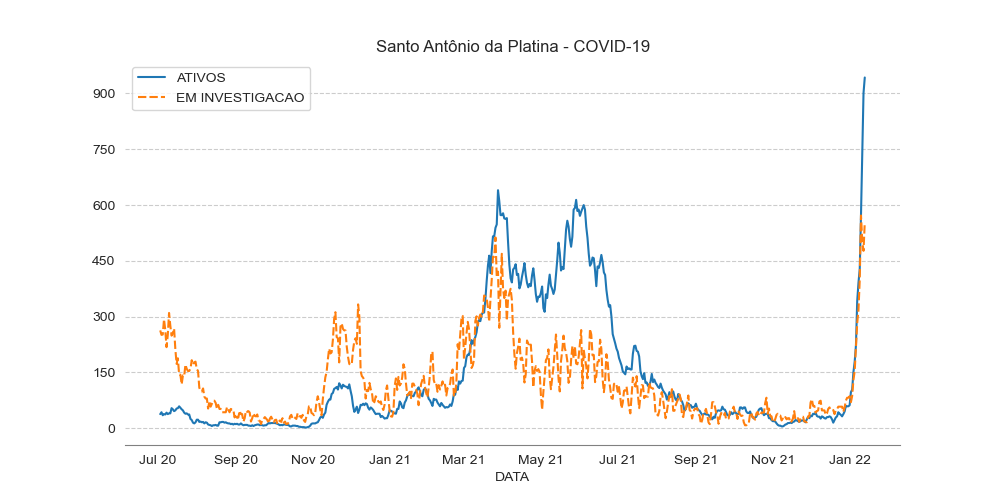 Santo Antônio da Platina - COVID-19
ATIVOS
EM INVESTIGACAO
900
750
600
450
300
150
0
Jul 20 Sep 20 Nov 20 Jan 21 Mar 21 May 21 Jul 21 Sep 21 Nov 21 Jan 22
DATA